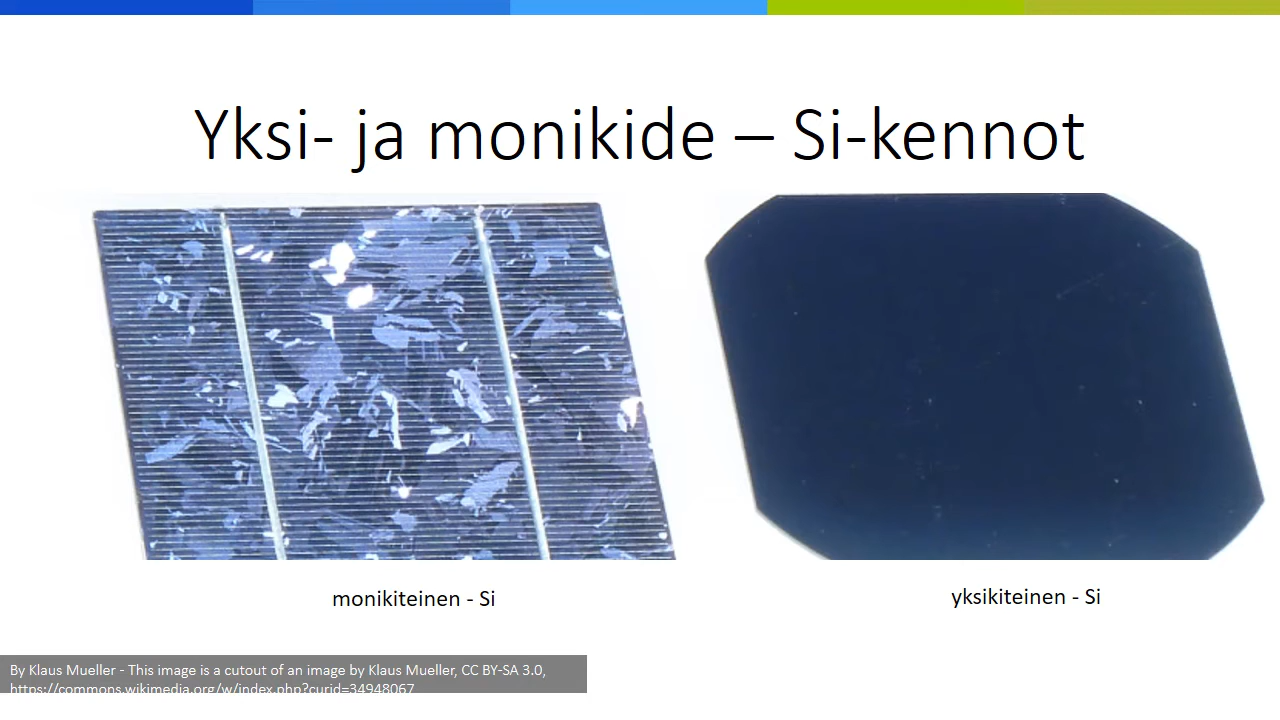 Yksi- ja monikide – Si-kennot
monikiteinen - Si
yksikiteinen - Si
By Klaus Mueller - This image is a cutout of an image by Klaus Mueller, CC BY-SA 3.0,
https://commons.wikimedia.org/w/index.php?curid=34948067